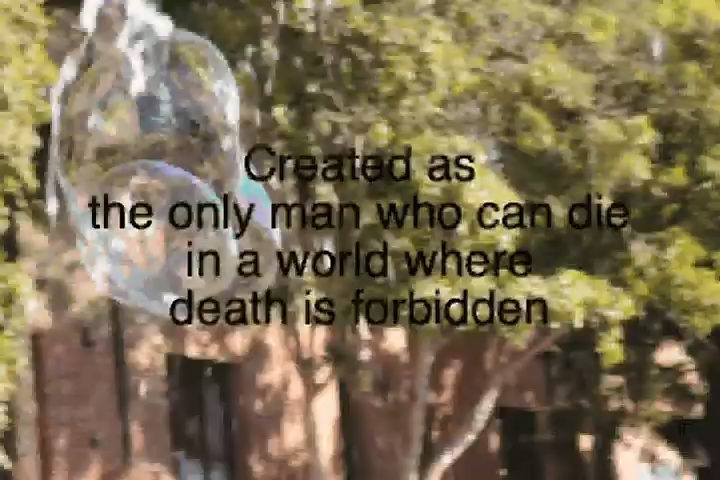 Created as
the only man who can die
in a world where
death is forbidden